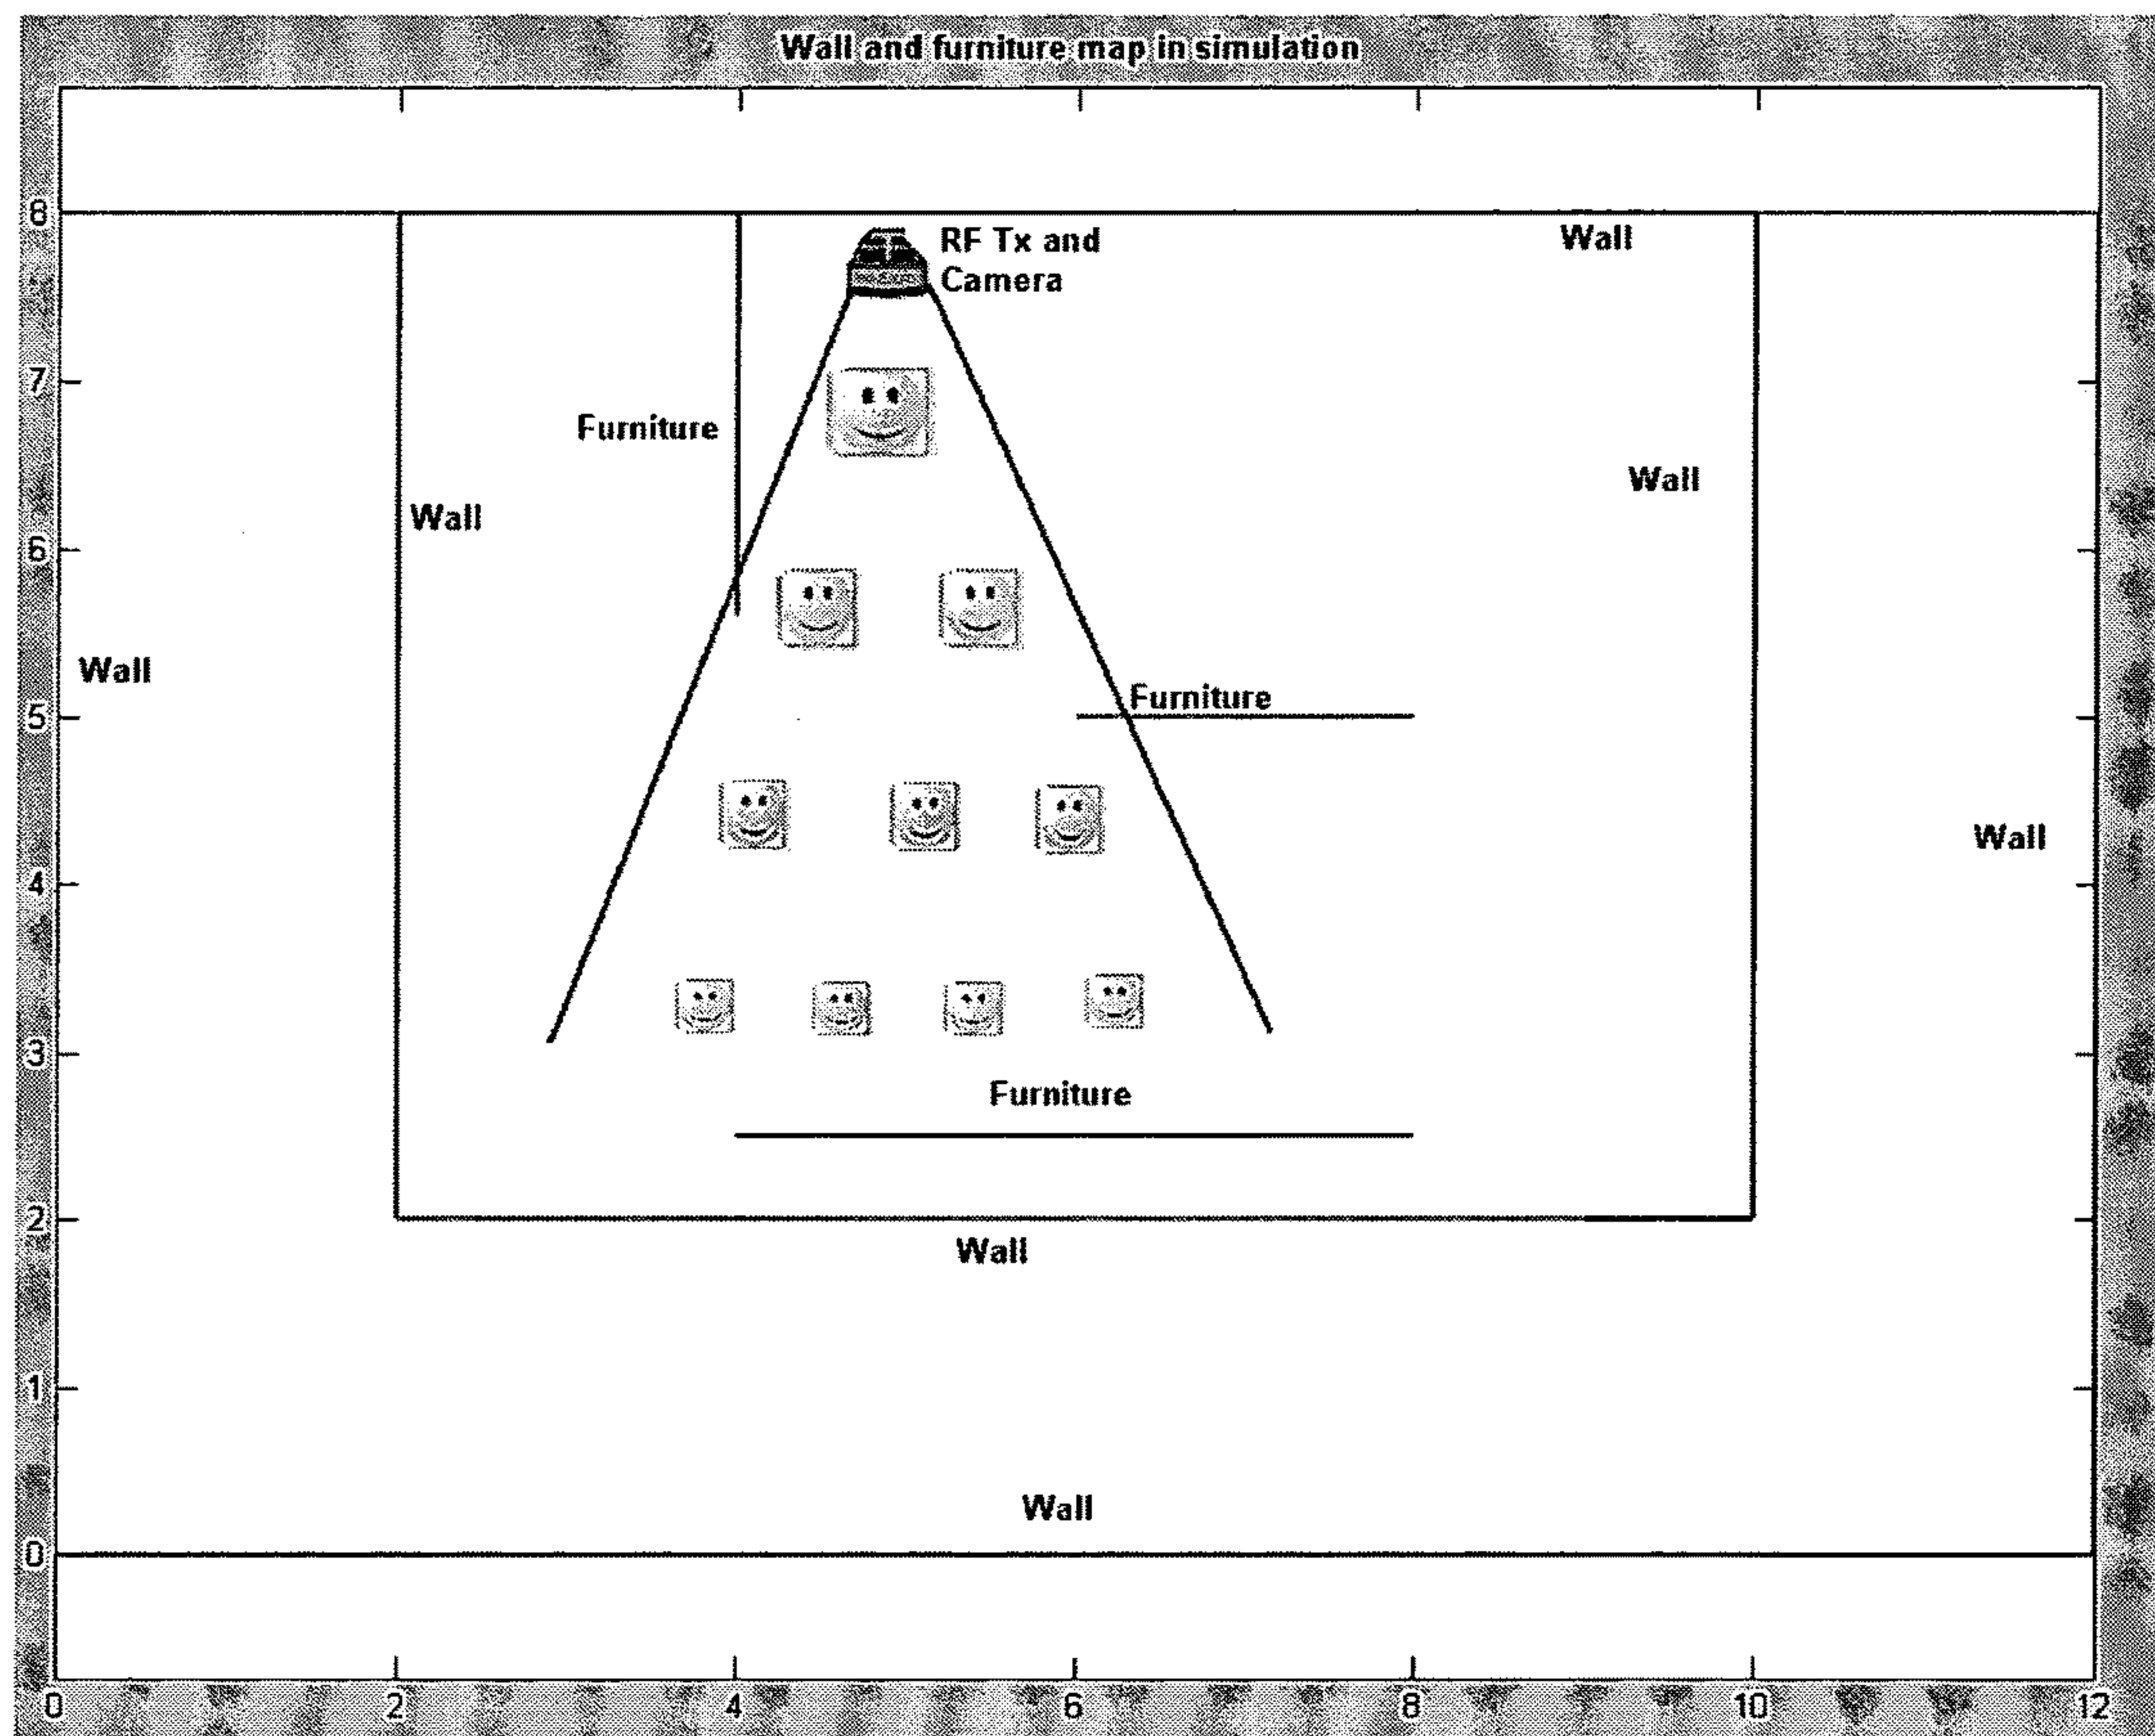 Wall and furniture map in simulation
8
RF Tx and
Camera
Wall
7
Furniture
Wall
Wall
6
Wall
Furniture
5
Wall
4
3
Furniture
2
Wall
1
Wall
0
0 2 4 6 8 10 12